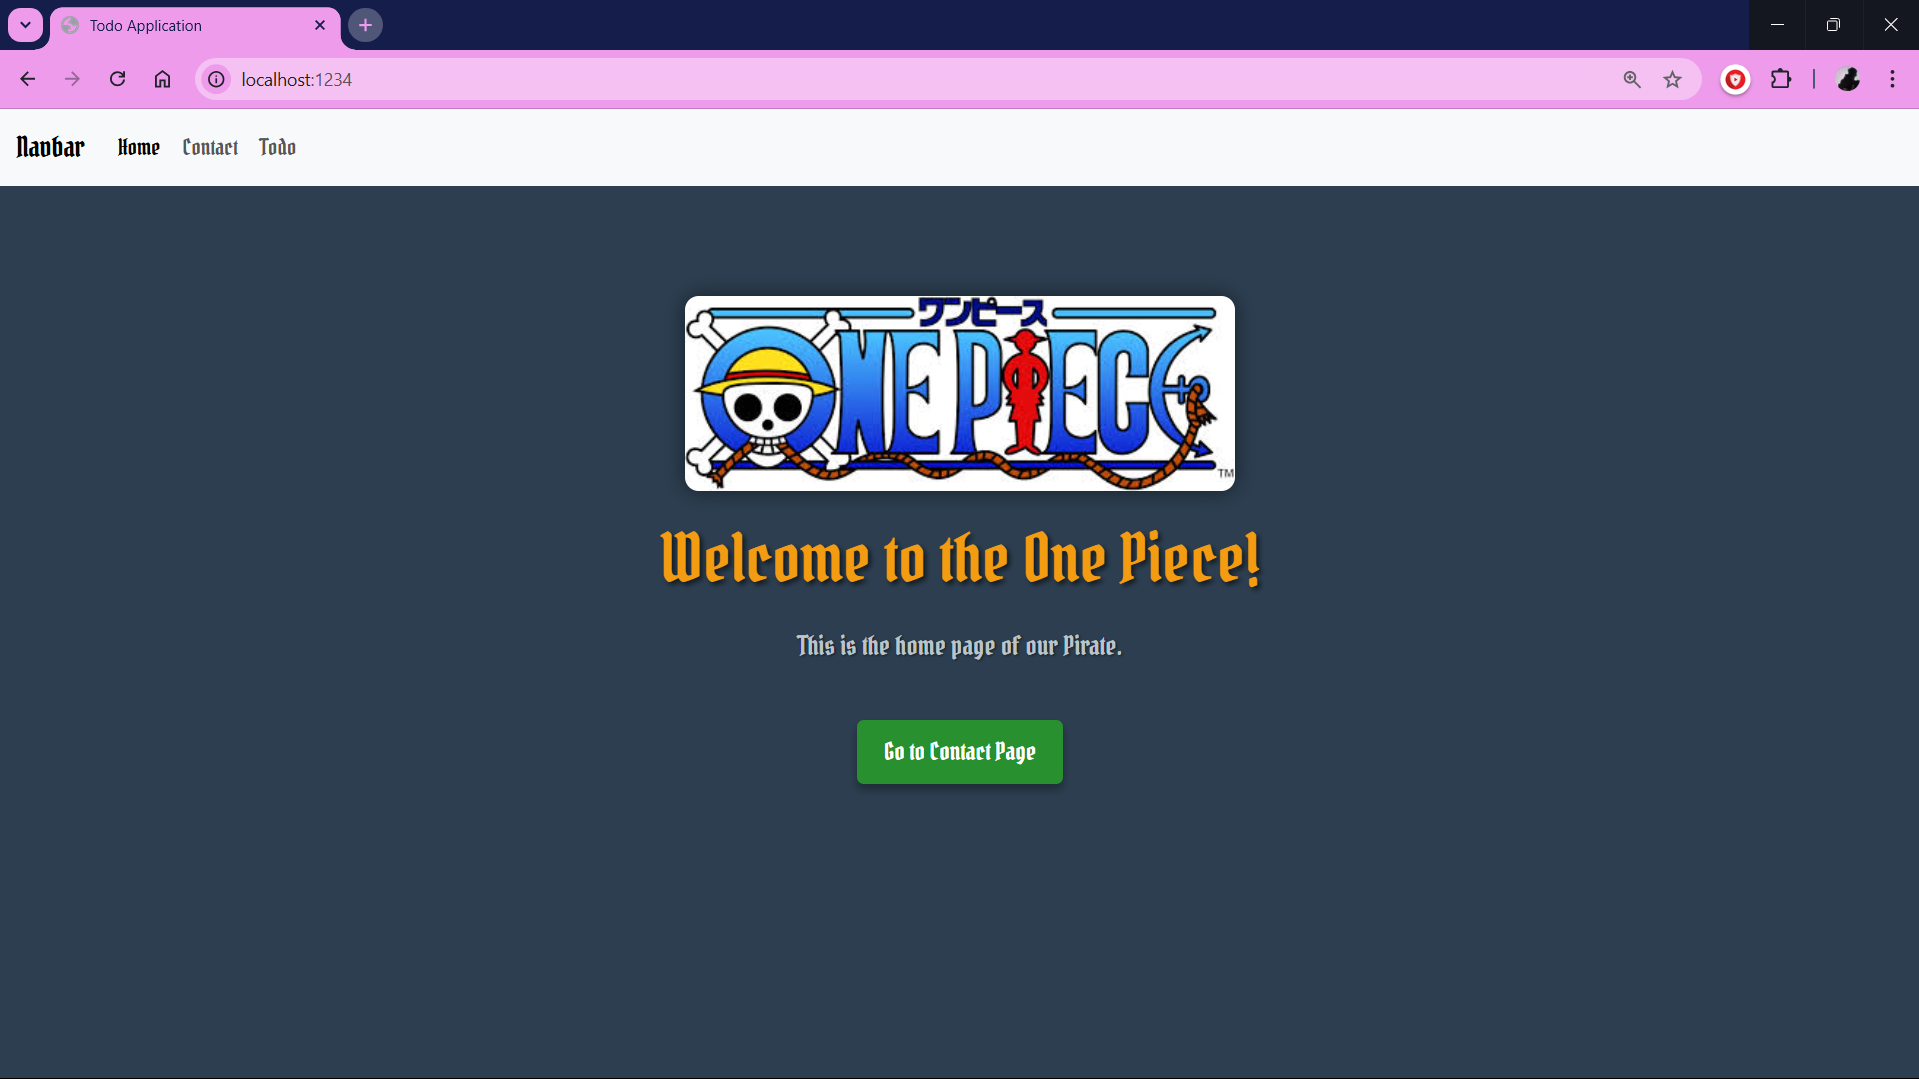 Todo Application
localhost:1234
Navbar Home Contact Todo
ワンピース
ONE PIECE
TM
Welcome to the One Piece!
This is the home page of our Pirate.
Go to Contact Page